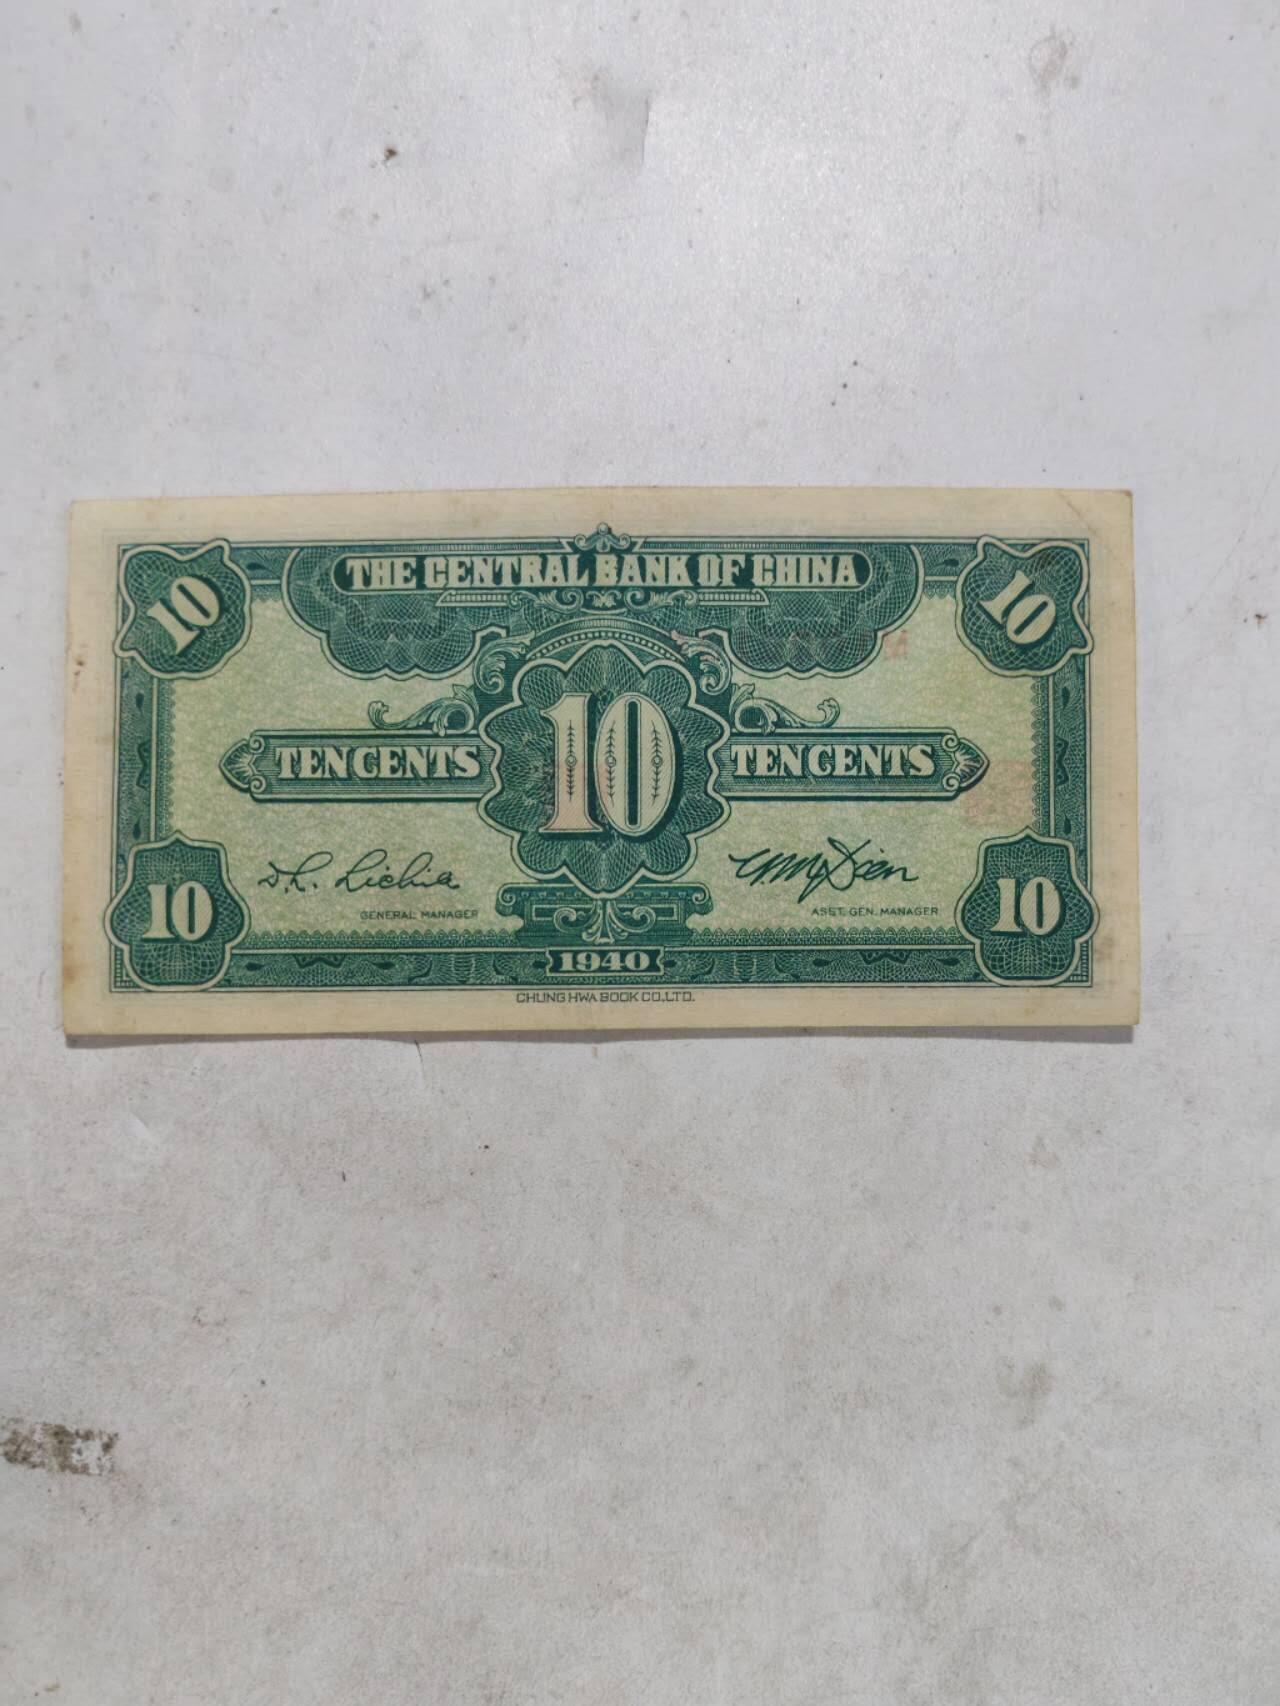 THE CENTRAL BANK OF CHINA
10 10
TEN CENTS 10 TEN CENTS
GENERAL MANAGER ASST. GEN. MANAGER
10 10
1940
CHUNG HWA BOOK CO., LTD.